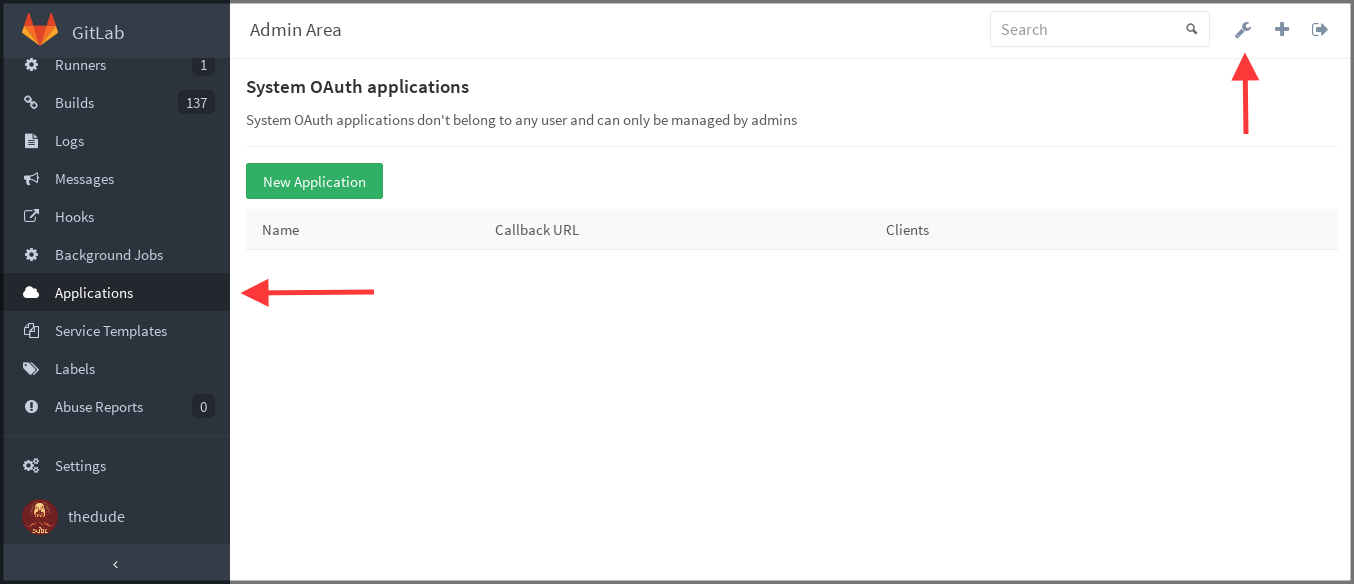 GitLab
Runners 1
Builds 137
Logs
Messages
Hooks
Background Jobs
Applications
Service Templates
Labels
Abuse Reports 0
Settings
thedude
Admin Area
Search
System OAuth applications
System OAuth applications don't belong to any user and can only be managed by admins
New Application
Name Callback URL Clients